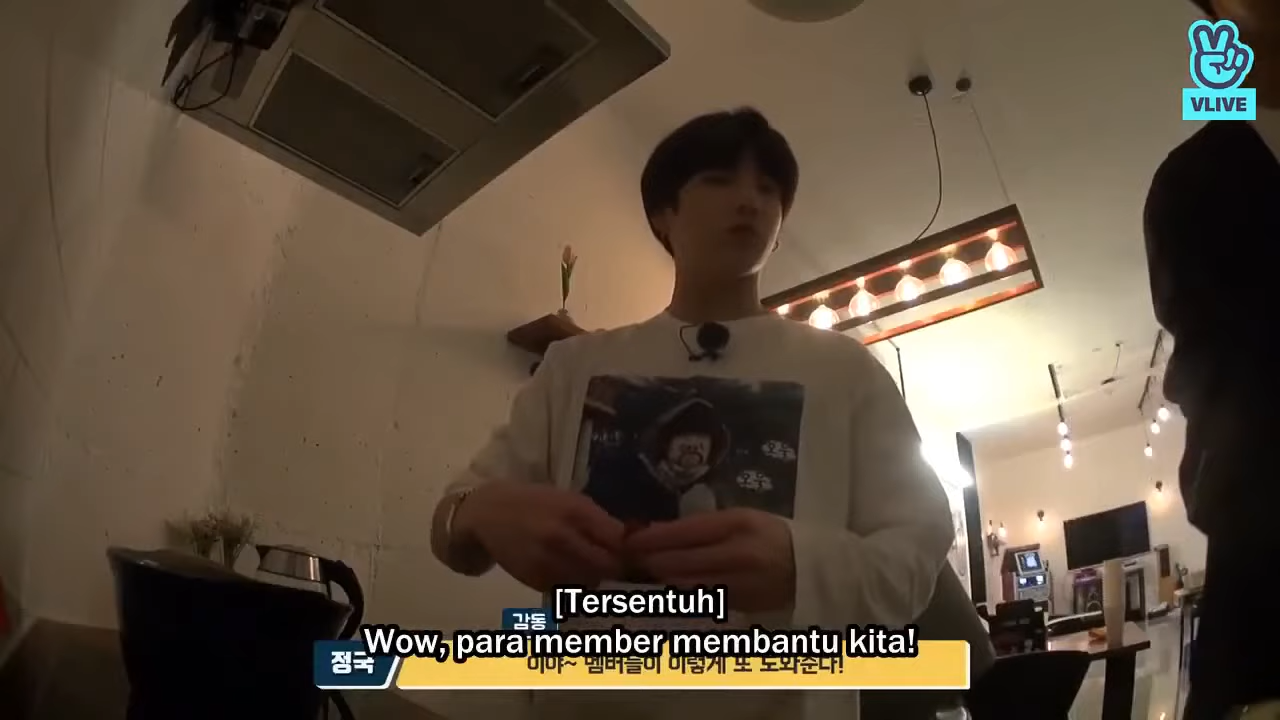 VLIVE
[Tersentuh]
감동
Wow, para member membantu kita!
정국
이야~ 멤버들이 이렇게 또 도와준다!